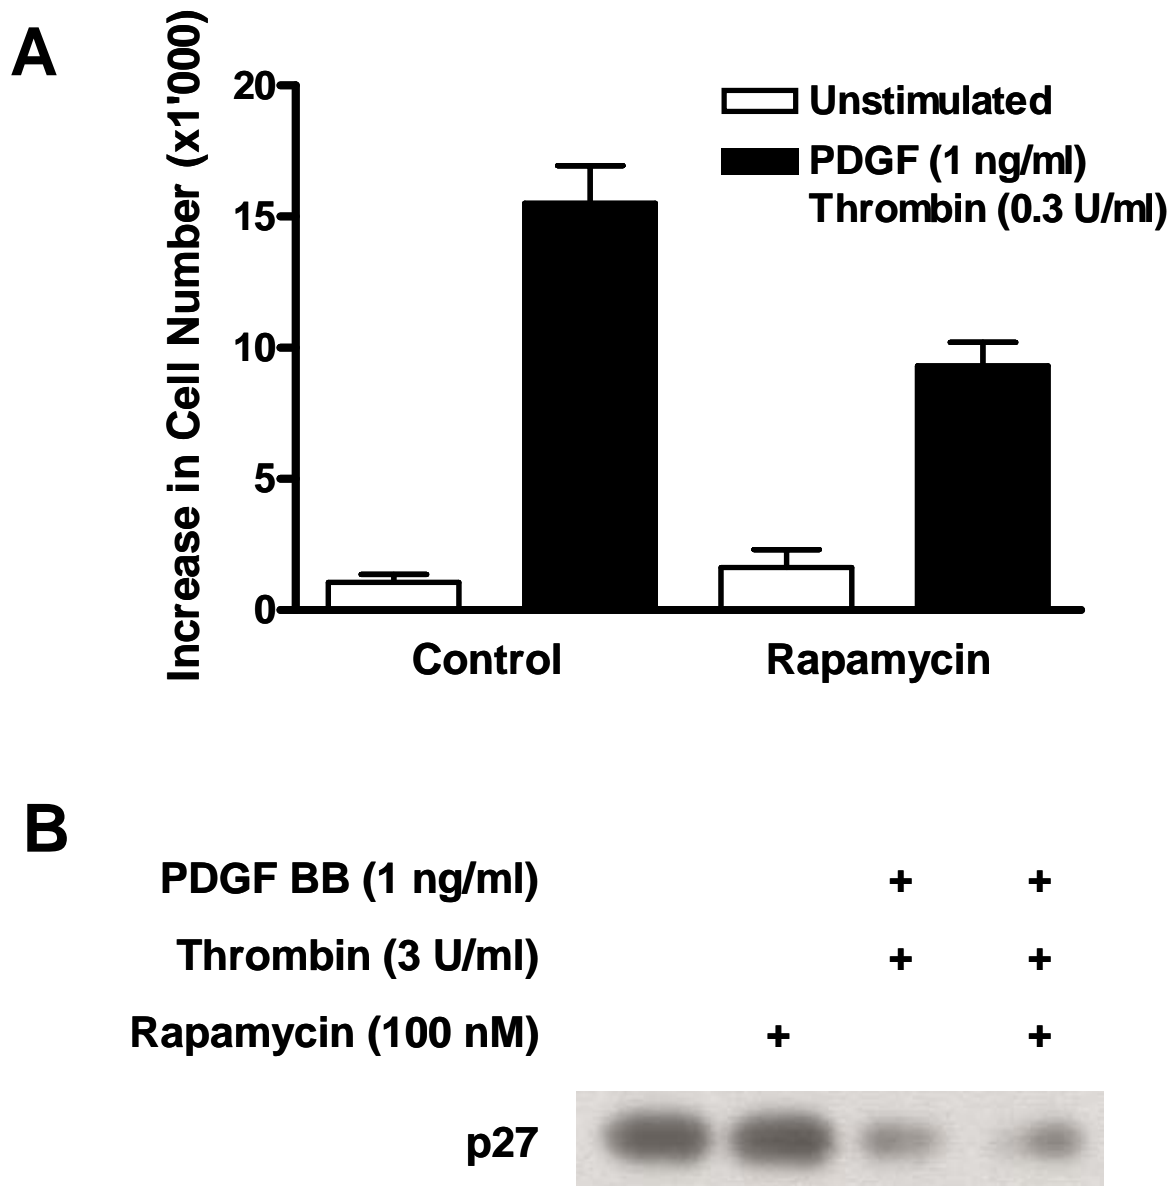 A
Increase in Cell Number (x1'000)
20
15
10
5
0
Unstimulated
PDGF (1 ng/ml)
Thrombin (0.3 U/ml)
Control
Rapamycin
B
PDGF BB (1 ng/ml) + +
Thrombin (3 U/ml) + +
Rapamycin (100 nM) + +
p27